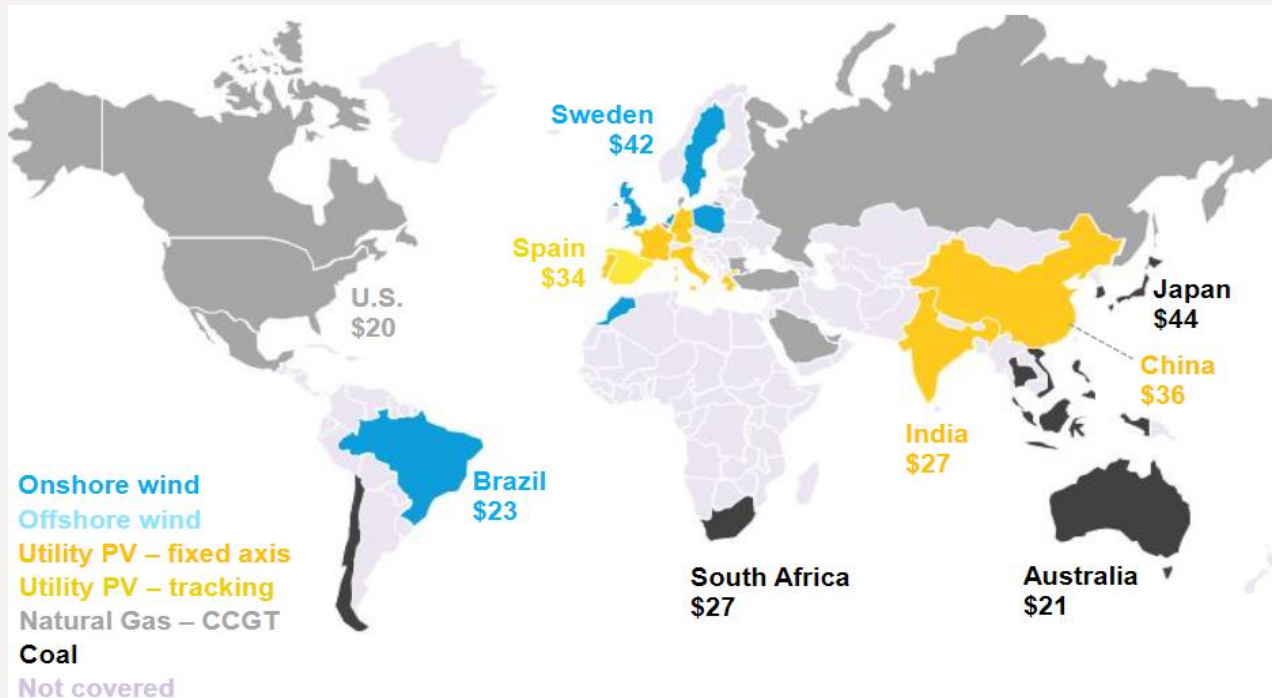 Sweden
$42
Spain
$34
U.S.
$20
Japan
$44
China
$36
India
$27
Brazil
$23
South Africa
$27
Australia
$21
Onshore wind
Offshore wind
Utility PV – fixed axis
Utility PV – tracking
Natural Gas – CCGT
Coal
Not covered